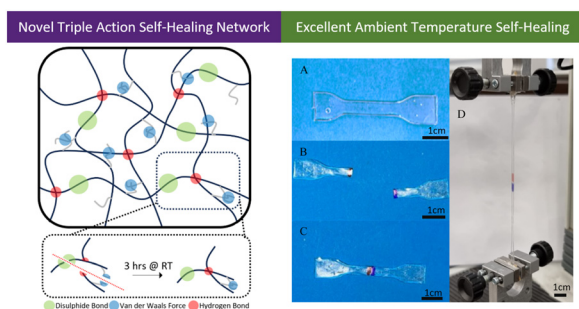 Novel Triple Action Self-Healing Network
Excellent Ambient Temperature Self-Healing
A
1cm
B
1cm
C
1cm
D
1cm
3 hrs @ RT
Disulphide Bond
Van der Waals Force
Hydrogen Bond